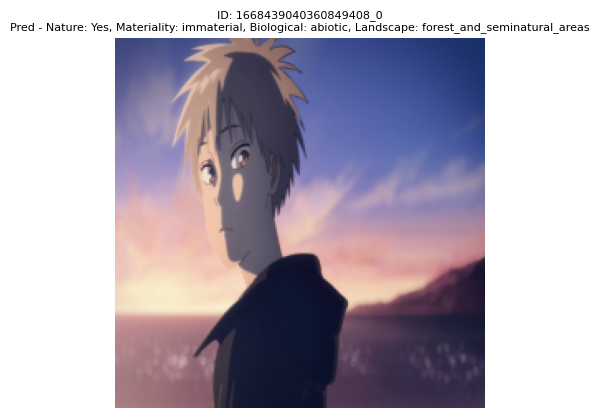 ID: 1668439040360849408_0
Pred - Nature: Yes, Materiality: immaterial, Biological: abiotic, Landscape: forest_and_seminatural_areas